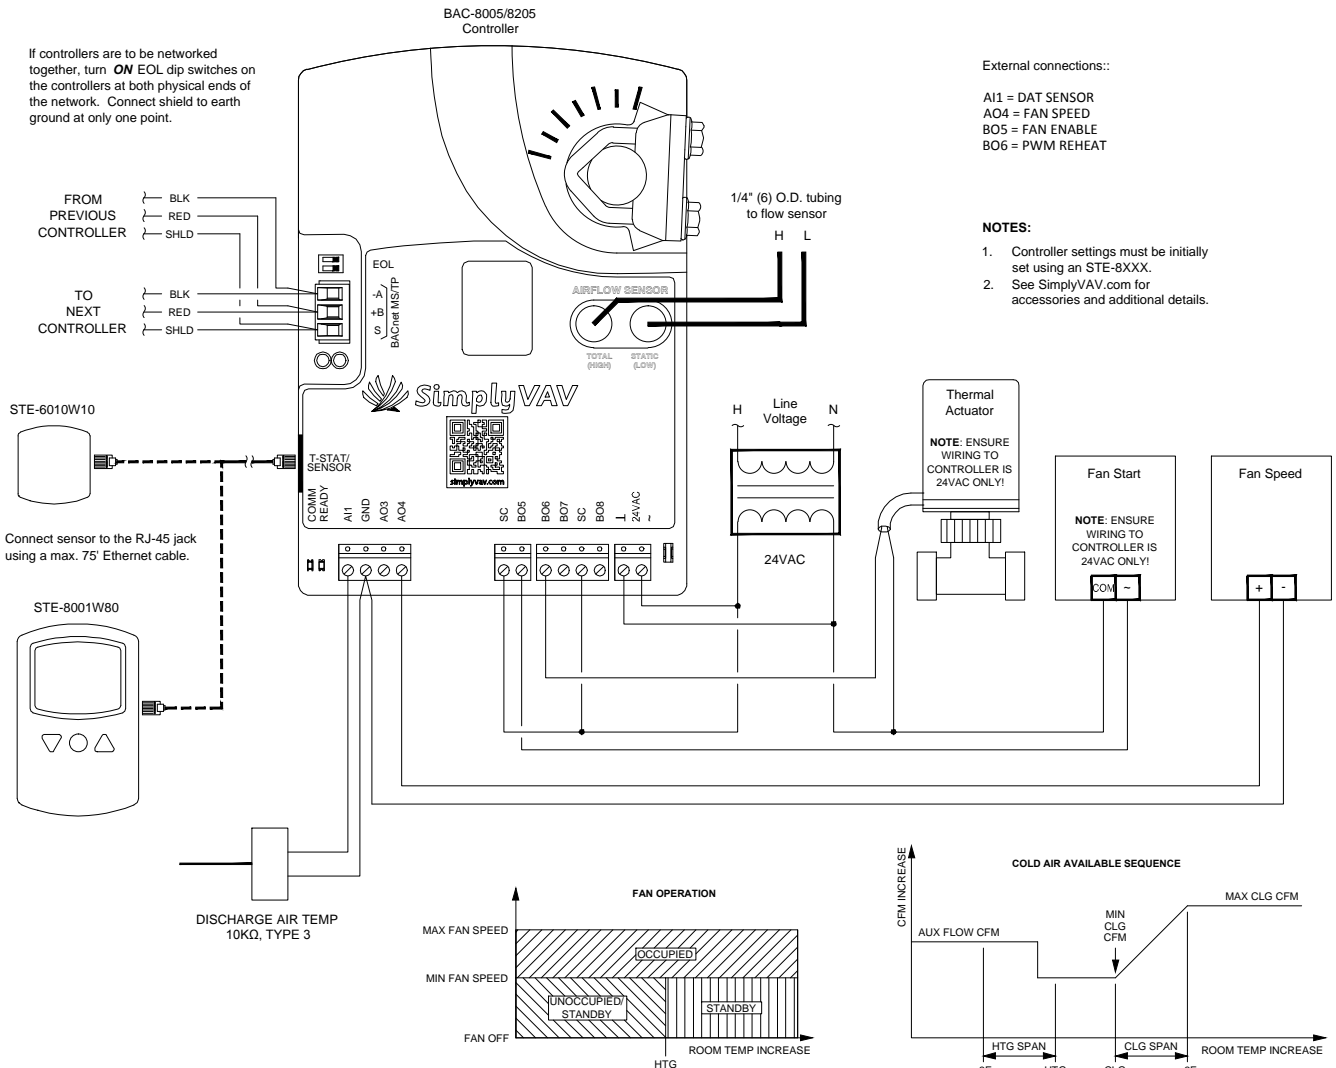 BAC-8005/8205
Controller
If controllers are to be networked
together, turn ON EOL dip switches on
the controllers at both physical ends of
the network. Connect shield to earth
ground at only one point.
External connections::
AI1 = DAT SENSOR
AO4 = FAN SPEED
BO5 = FAN ENABLE
BO6 = PWM REHEAT
NOTES:
1. Controller settings must be initially
set using an STE-8XXX.
2. See SimplyVAV.com for
accessories and additional details.
FROM
PREVIOUS
CONTROLLER
BLK
RED
SHLD
TO
NEXT
CONTROLLER
BLK
RED
SHLD
EOL
-A
+B
S
BACnet MS/TP
1/4" (6) O.D. tubing
to flow sensor
H L
AIRFLOW SENSOR
TOTAL
(HIGH)
STATIC
(LOW)
SimplyVAV
simplyvav.com
T-STAT/
SENSOR
COMM
READY
AI1
GND
AO3
AO4
SC
BO5
BO6
BO7
SC
BO8
⊥
24VAC
~
STE-6010W10
Connect sensor to the RJ-45 jack
using a max. 75' Ethernet cable.
STE-8001W80
H Line N
Voltage
24VAC
Thermal
Actuator
NOTE: ENSURE
WIRING TO
CONTROLLER IS
24VAC ONLY!
Fan Start
NOTE: ENSURE
WIRING TO
CONTROLLER IS
24VAC ONLY!
COM ~
Fan Speed
+ -
DISCHARGE AIR TEMP
10KΩ, TYPE 3
FAN OPERATION
MAX FAN SPEED
OCCUPIED
MIN FAN SPEED
UNOCCUPIED/
STANDBY
STANDBY
FAN OFF
ROOM TEMP INCREASE
HTG
COLD AIR AVAILABLE SEQUENCE
CFM INCREASE
MAX CLG CFM
MIN
CLG
CFM
AUX FLOW CFM
HTG SPAN
CLG SPAN
ROOM TEMP INCREASE